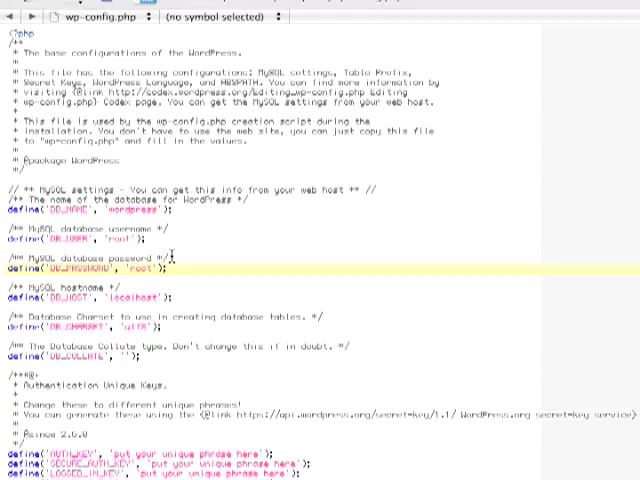 wp-config.php (no symbol selected)
<?php
/**
* The base configurations of the WordPress.
*
* This file has the following configurations: MySQL settings, Table Prefix,
* Secret Keys, WordPress Language, and ABSPATH. You can find more information by
* visiting {@link http://codex.wordpress.org/Editing_wp-config.php Editing
* wp-config.php} Codex page. You can get the MySQL settings from your web host.
*
* This file is used by the wp-config.php creation script during the
* installation. You don't have to use the web site, you can just copy this file
* to "wp-config.php" and fill in the values.
*
* @package WordPress
*/
// ** MySQL settings - You can get this info from your web host ** //
/** The name of the database for WordPress */
define('DB_NAME', 'wordpress');
/** MySQL database username */
define('DB_USER', 'root');
/** MySQL database password */
define('DB_PASSWORD', 'root');
/** MySQL hostname */
define('DB_HOST', 'localhost');
/** Database Charset to use in creating database tables. */
define('DB_CHARSET', 'utf8');
/** The Database Collate type. Don't change this if in doubt. */
define('DB_COLLATE', '');
/**#@+
* Authentication Unique Keys.
*
* Change these to different unique phrases!
* You can generate these using the {@link https://api.wordpress.org/secret-key/1.1/ WordPress.org secret-key service}
*
* @since 2.6.0
*/
define('AUTH_KEY', 'put your unique phrase here');
define('SECURE_AUTH_KEY', 'put your unique phrase here');
define('LOGGED_IN_KEY', 'put your unique phrase here');